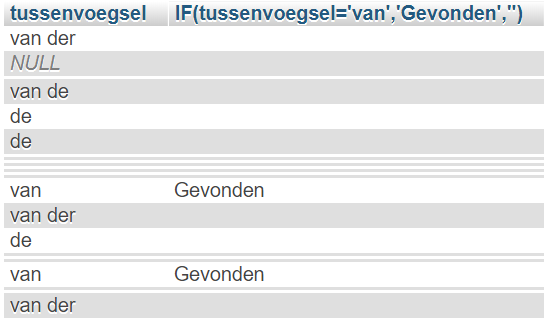 tussenvoegsel IF(tussenvoegsel='van','Gevonden','')
van der
NULL
van de
de
de
van Gevonden
van der
de
van Gevonden
van der